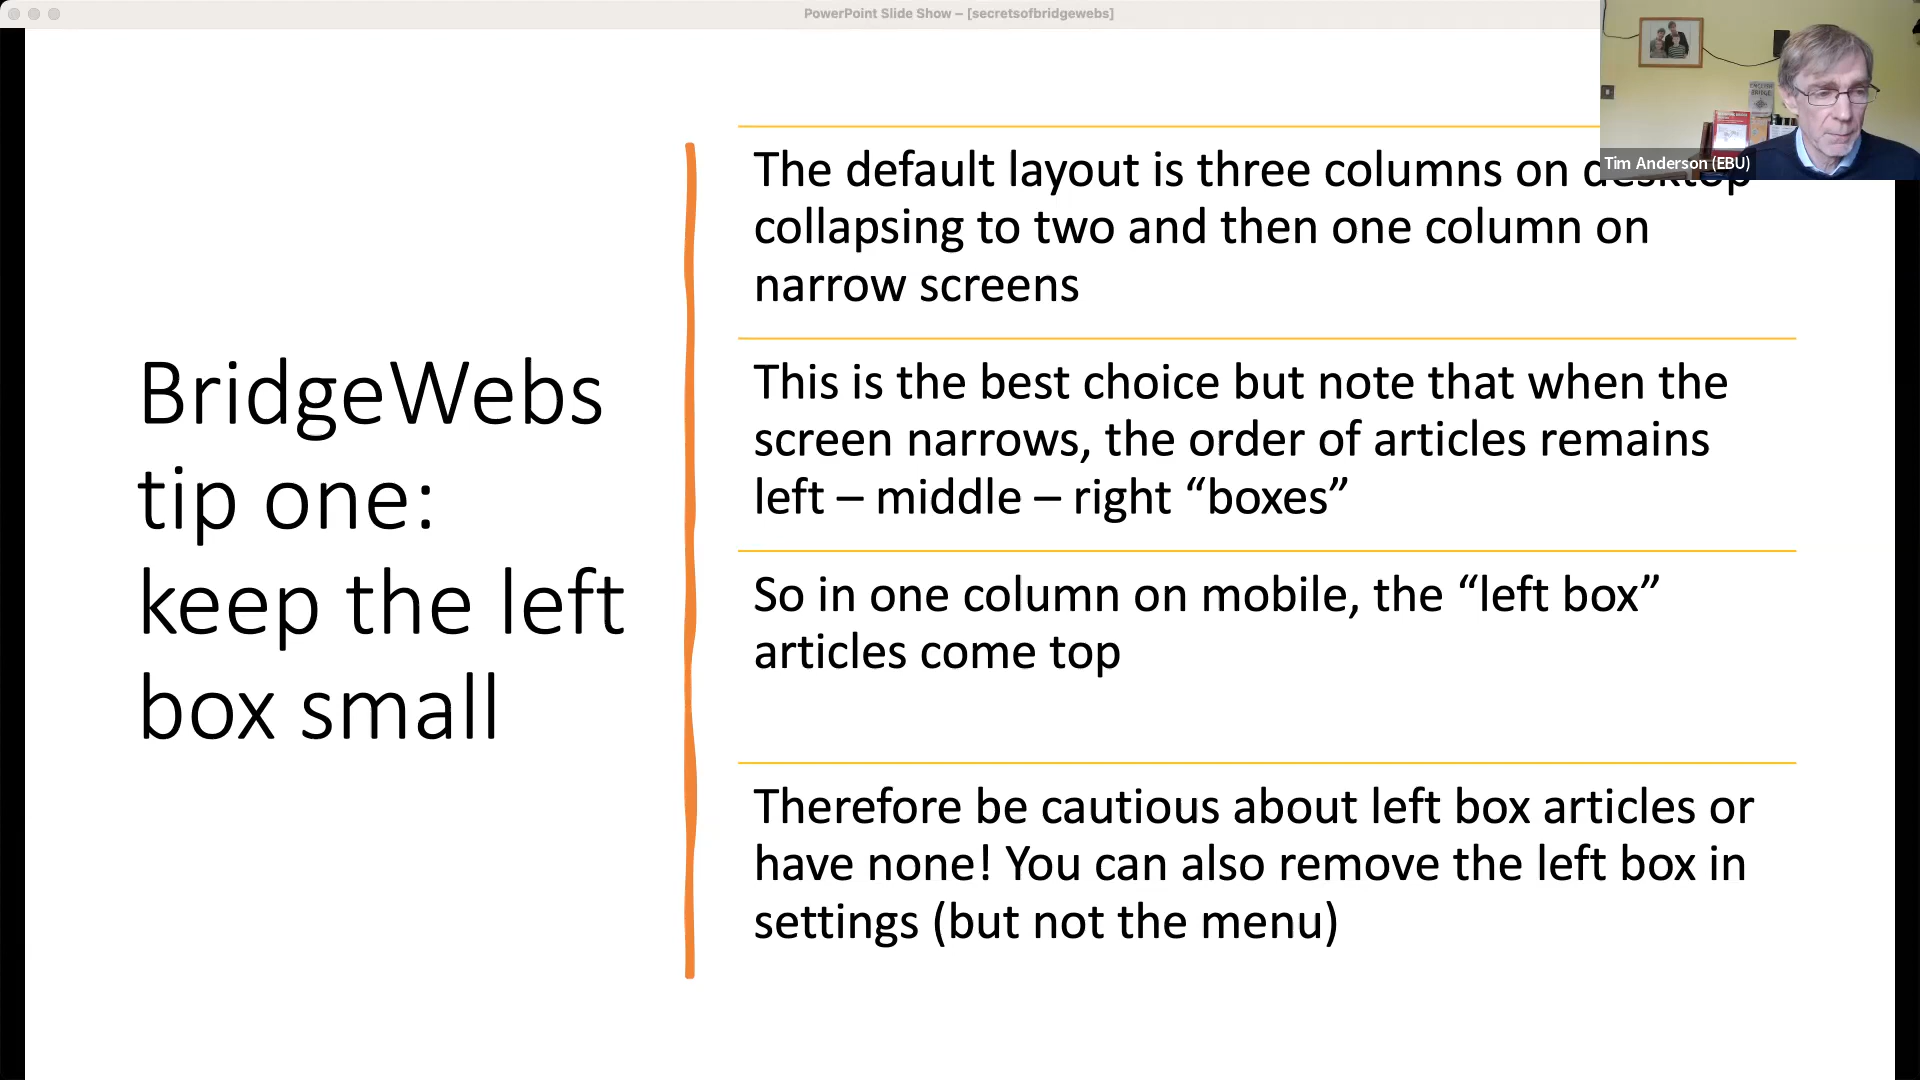 PowerPoint Slide Show – [secretsofbridgewebs]
Tim Anderson (EBU)
ENGLISH
BRIDGE
BridgeWebs
tip one:
keep the left
box small
The default layout is three columns on desktop
collapsing to two and then one column on
narrow screens
This is the best choice but note that when the
screen narrows, the order of articles remains
left – middle – right “boxes”
So in one column on mobile, the “left box”
articles come top
Therefore be cautious about left box articles or
have none! You can also remove the left box in
settings (but not the menu)